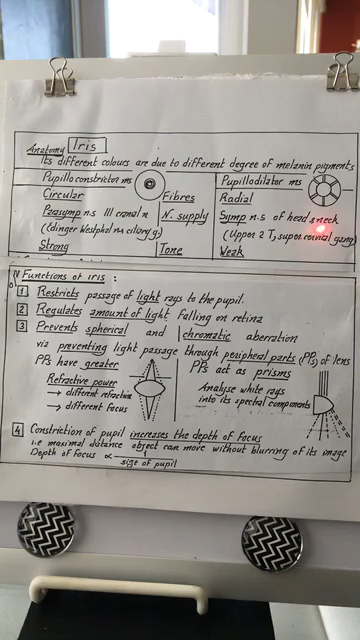 Anatomy Iris
Its different colours are due to different degree of melanin pigments
Pupilloconstrictor ms
Pupillodilator ms
Circular Fibres Radial
Parasymp n.s III cranial n N. supply Symp n.s of head & neck
(Edinger Westphal n & ciliary g.) (upper 2 T, super. cervical gang)
Strong Tone Weak
Functions of iris :
1 Restricts passage of light rays to the pupil.
2 Regulates amount of light falling on retina
3 Prevents spherical and chromatic aberration
via preventing light passage through peripheral parts (PPs) of lens
PPs have greater PPs act as prisms
Refractive power
→ different refraction
→ different focus
Analyse white rays
into its spectral components
4 Constriction of pupil increases the depth of focus
i.e maximal distance object can move without blurring of its image
Depth of focus ∝ 1
size of pupil